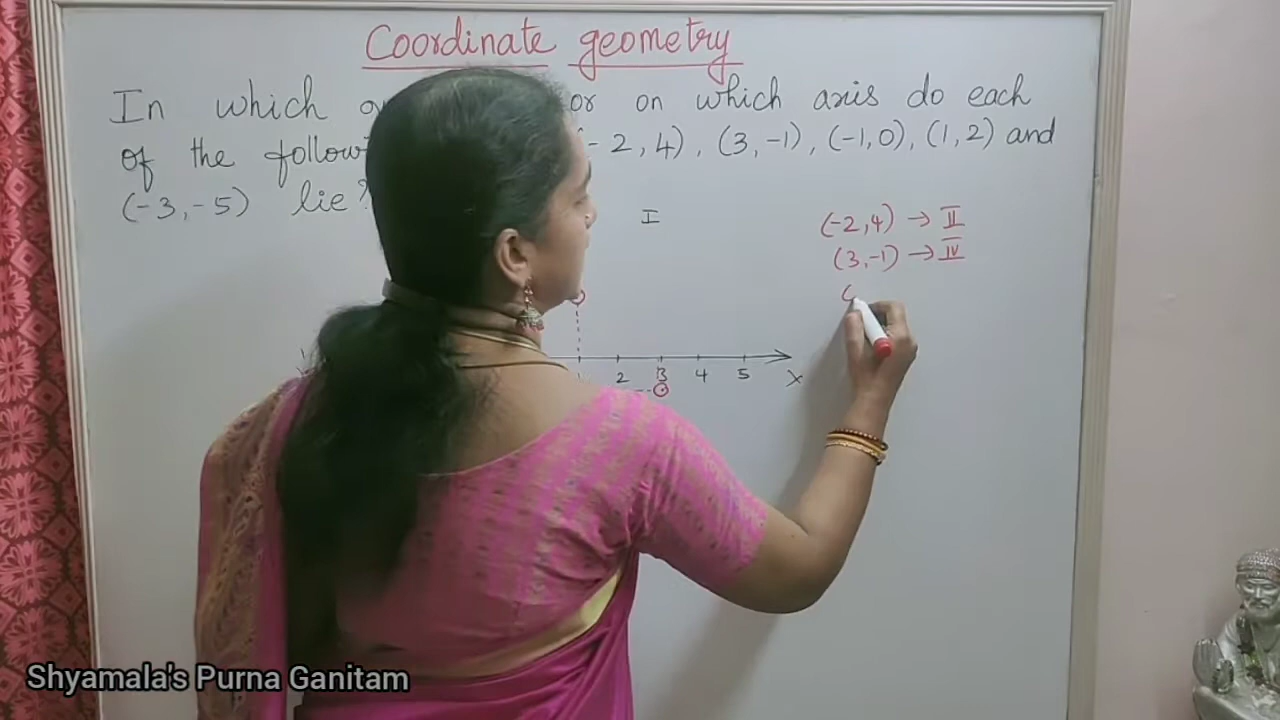 Coordinate geometry
In which or on which axis do each
of the (-2,4), (3,-1), (-1,0), (1,2) and
(-3,-5) lie?
I
(-2,4) → II
(3,-1) → IV
(
2 3 4 5 X
Shyamala's Purna Ganitam